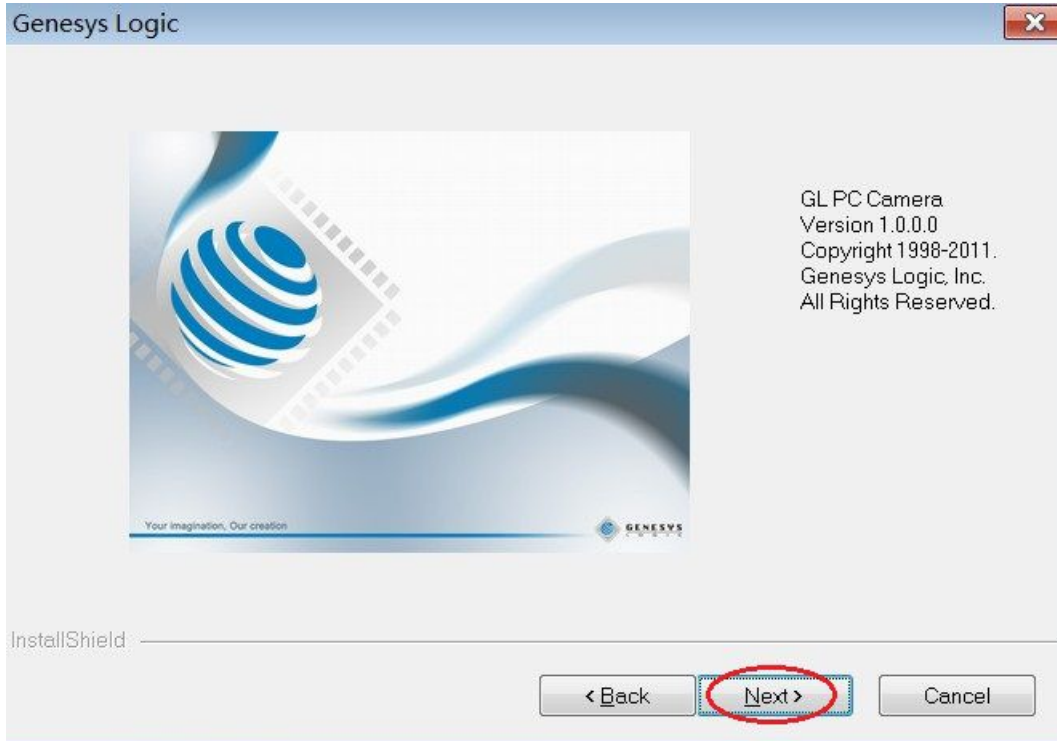 Genesys Logic
GL PC Camera
Version 1.0.0.0
Copyright 1998-2011.
Genesys Logic, Inc.
All Rights Reserved.
Your imagination, Our creation
GENESYS
LOGIC
InstallShield
< Back
Next >
Cancel